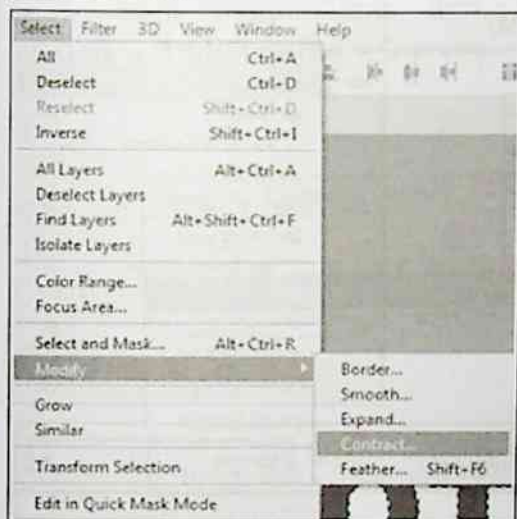 Select Filter 3D View Window Help
All Ctrl+A
Deselect Ctrl+D
Reselect Shift+Ctrl+D
Inverse Shift+Ctrl+I
All Layers Alt+Ctrl+A
Deselect Layers
Find Layers Alt+Shift+Ctrl+F
Isolate Layers
Color Range...
Focus Area...
Select and Mask... Alt+Ctrl+R
Modify
Border...
Smooth...
Expand...
Contract...
Feather... Shift+F6
Grow
Similar
Transform Selection
Edit in Quick Mask Mode